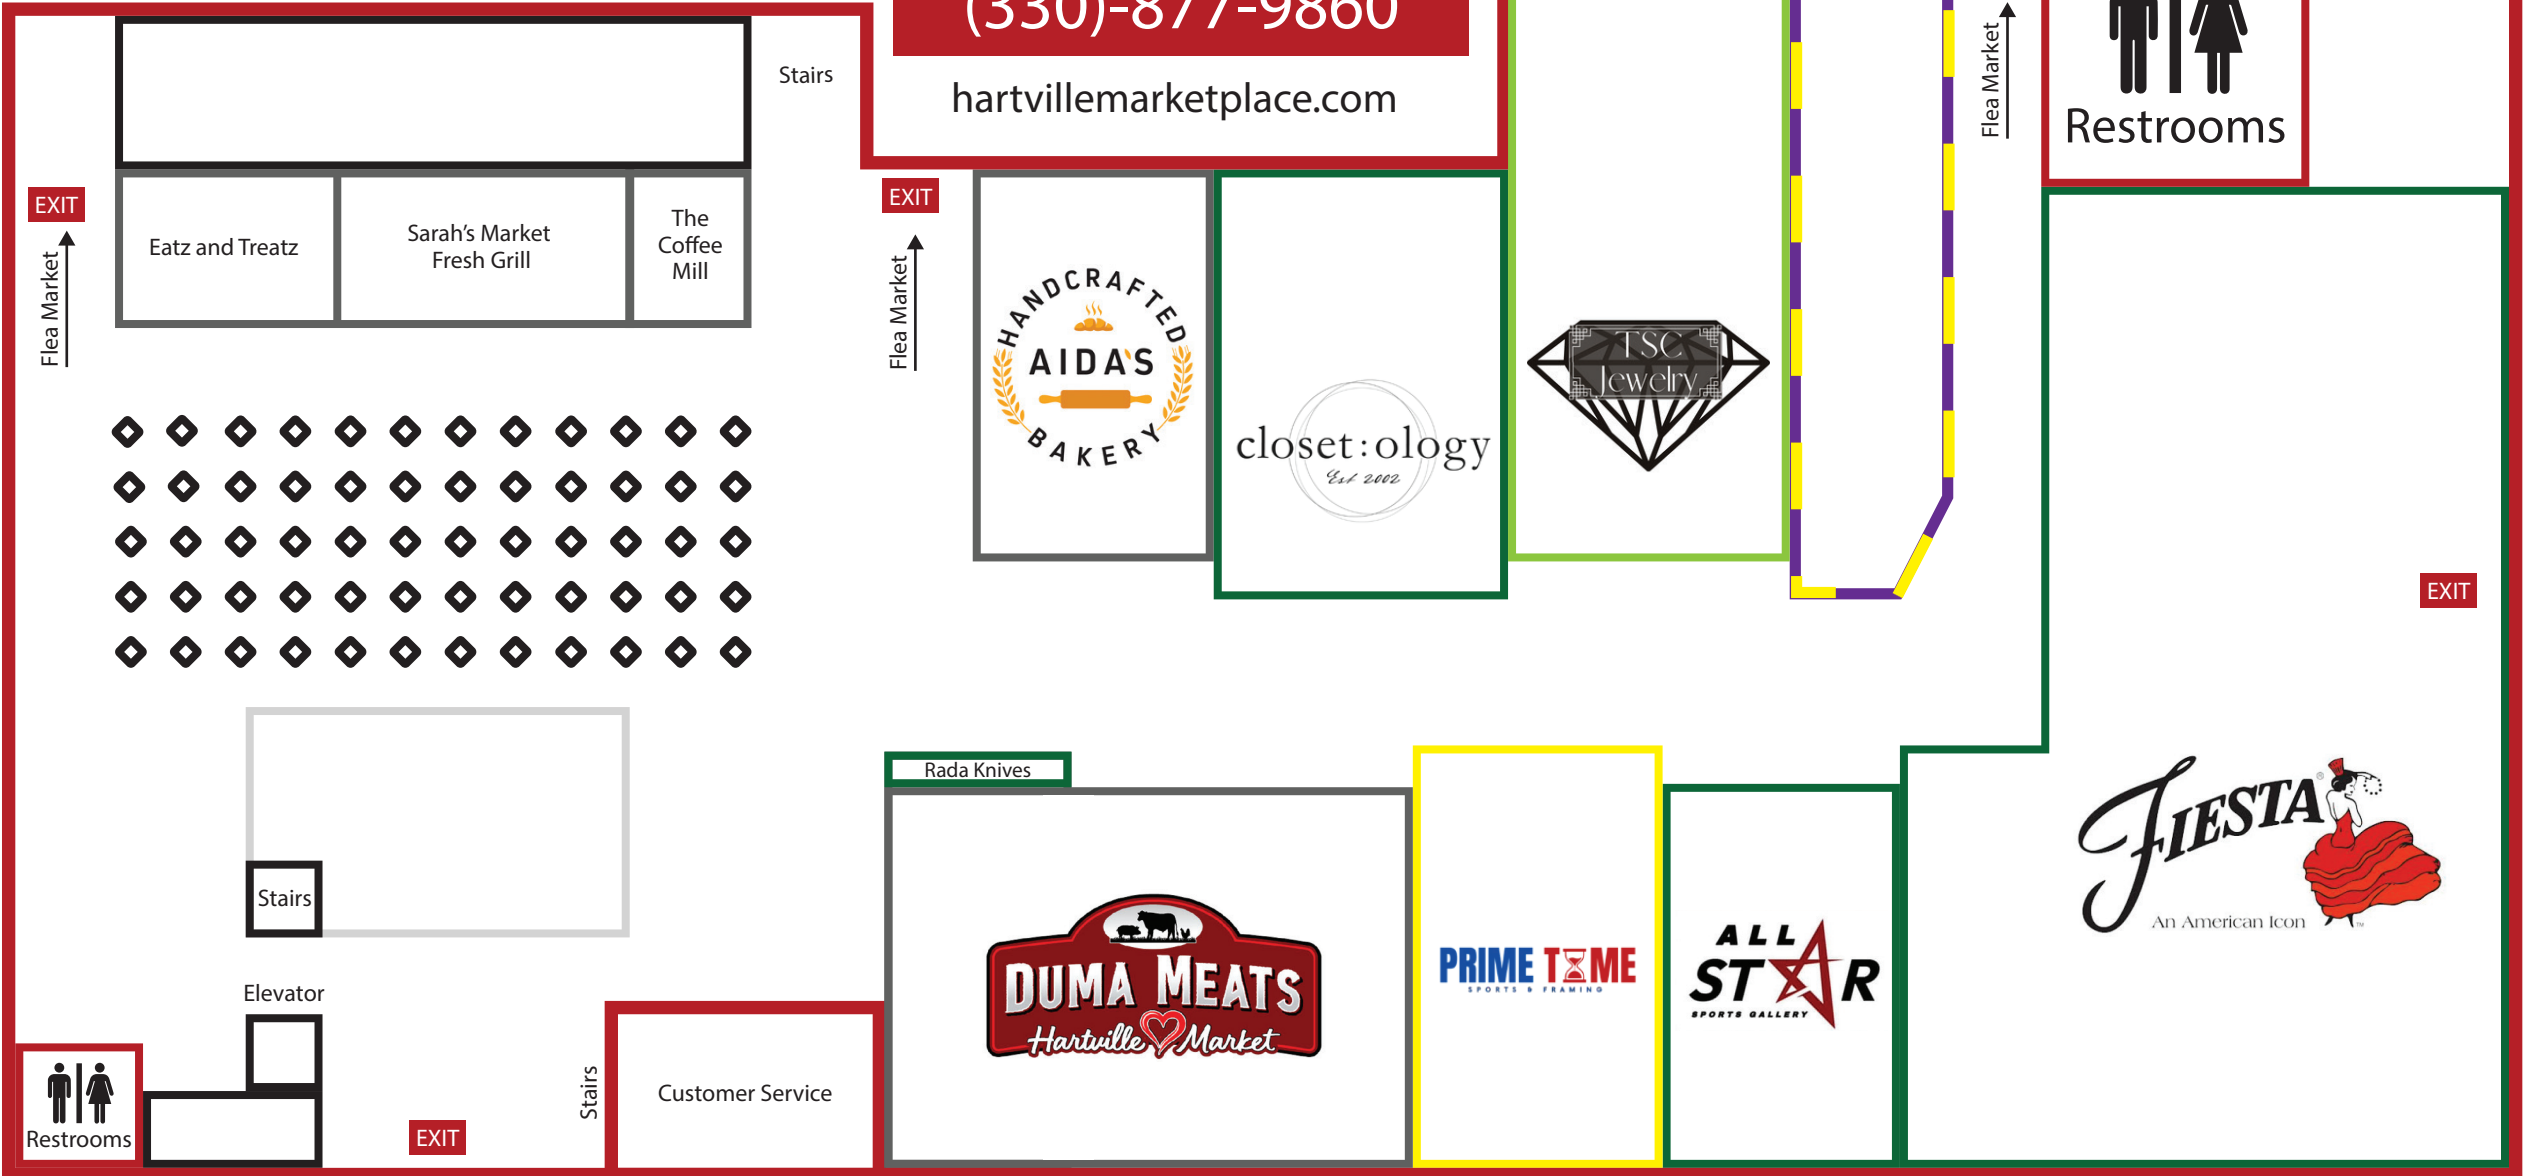 (330)-877-9860
hartvillemarketplace.com
Stairs
Flea Market
Restrooms
EXIT
Flea Market
Eatz and Treatz
Sarah's Market
Fresh Grill
The
Coffee
Mill
EXIT
Flea Market
HANDCRAFTED
AIDA'S
BAKERY
closet:ology
Est 2002
TSC
Jewelry
EXIT
Rada Knives
Stairs
Elevator
Restrooms
EXIT
Stairs
Customer Service
DUMA MEATS
Hartville Market
PRIME TIME
SPORTS & FRAMING
ALL
STAR
SPORTS GALLERY
FIESTA®
An American Icon ™